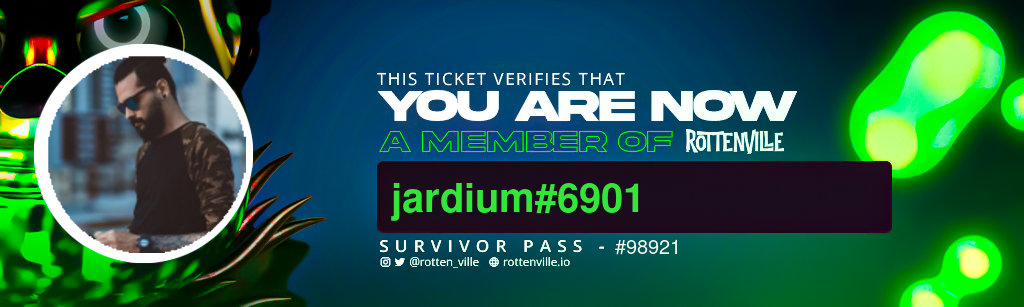 THIS TICKET VERIFIES THAT
YOU ARE NOW
A MEMBER OF ROTTENVILLE
jardium#6901
SURVIVOR PASS - #98921
@rotten_ville rottenville.io